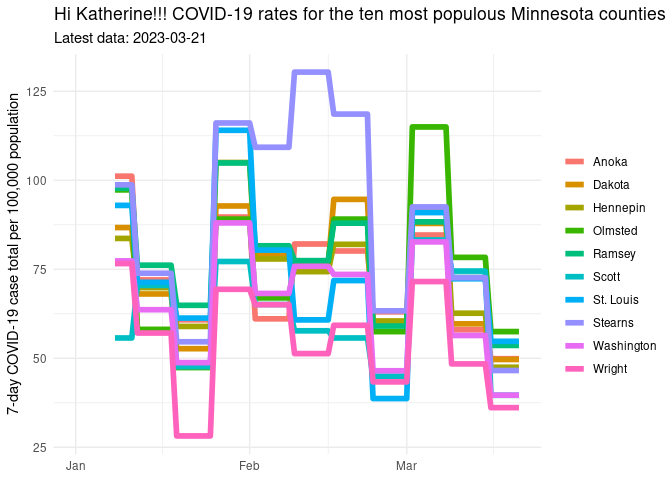 Hi Katherine!!! COVID-19 rates for the ten most populous Minnesota counties
Latest data: 2023-03-21
7-day COVID-19 case total per 100,000 population
125
100
75
50
25
Jan
Feb
Mar
Anoka
Dakota
Hennepin
Olmsted
Ramsey
Scott
St. Louis
Stearns
Washington
Wright